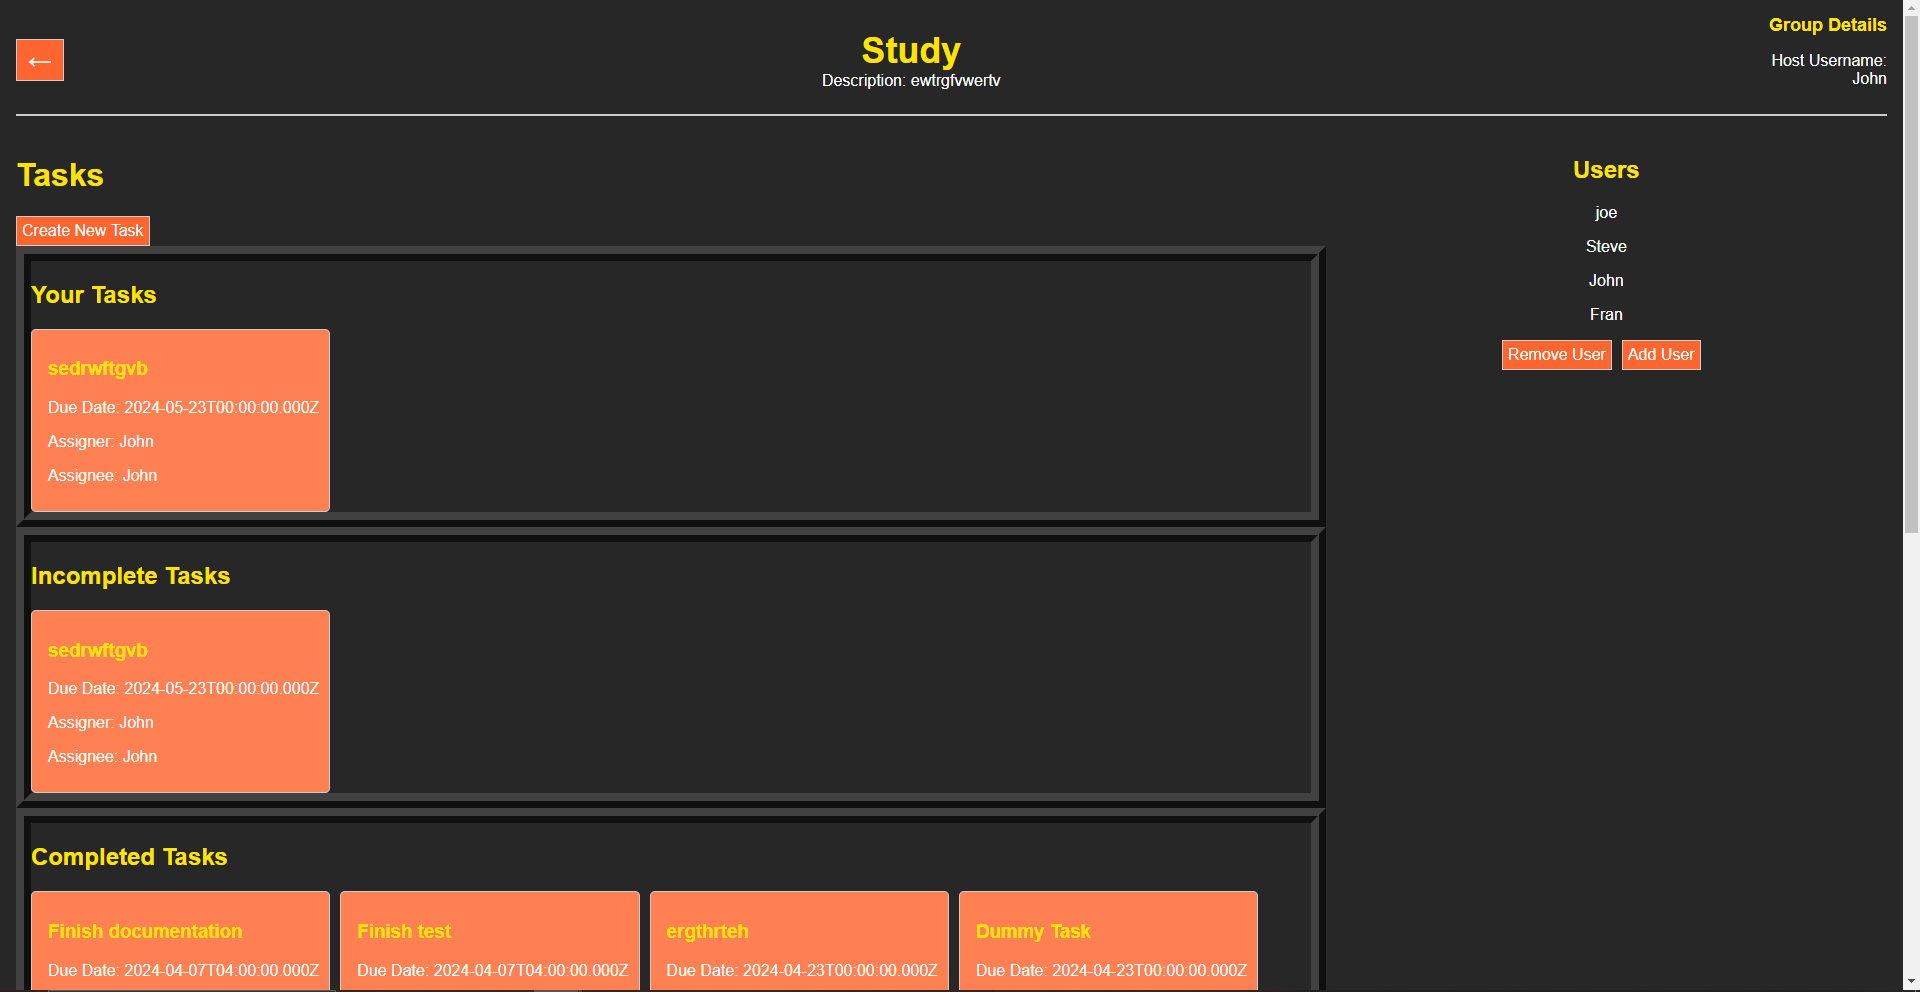 ←
Study
Description: ewtrgfvwertv
Group Details
Host Username:
John
Tasks
Create New Task
Your Tasks
sedrwftgvb
Due Date: 2024-05-23T00:00:00.000Z
Assigner: John
Assignee: John
Incomplete Tasks
sedrwftgvb
Due Date: 2024-05-23T00:00:00.000Z
Assigner: John
Assignee: John
Completed Tasks
Finish documentation
Due Date: 2024-04-07T04:00:00.000Z
Finish test
Due Date: 2024-04-07T04:00:00.000Z
ergthrteh
Due Date: 2024-04-23T00:00:00.000Z
Dummy Task
Due Date: 2024-04-23T00:00:00.000Z
Users
joe
Steve
John
Fran
Remove User
Add User